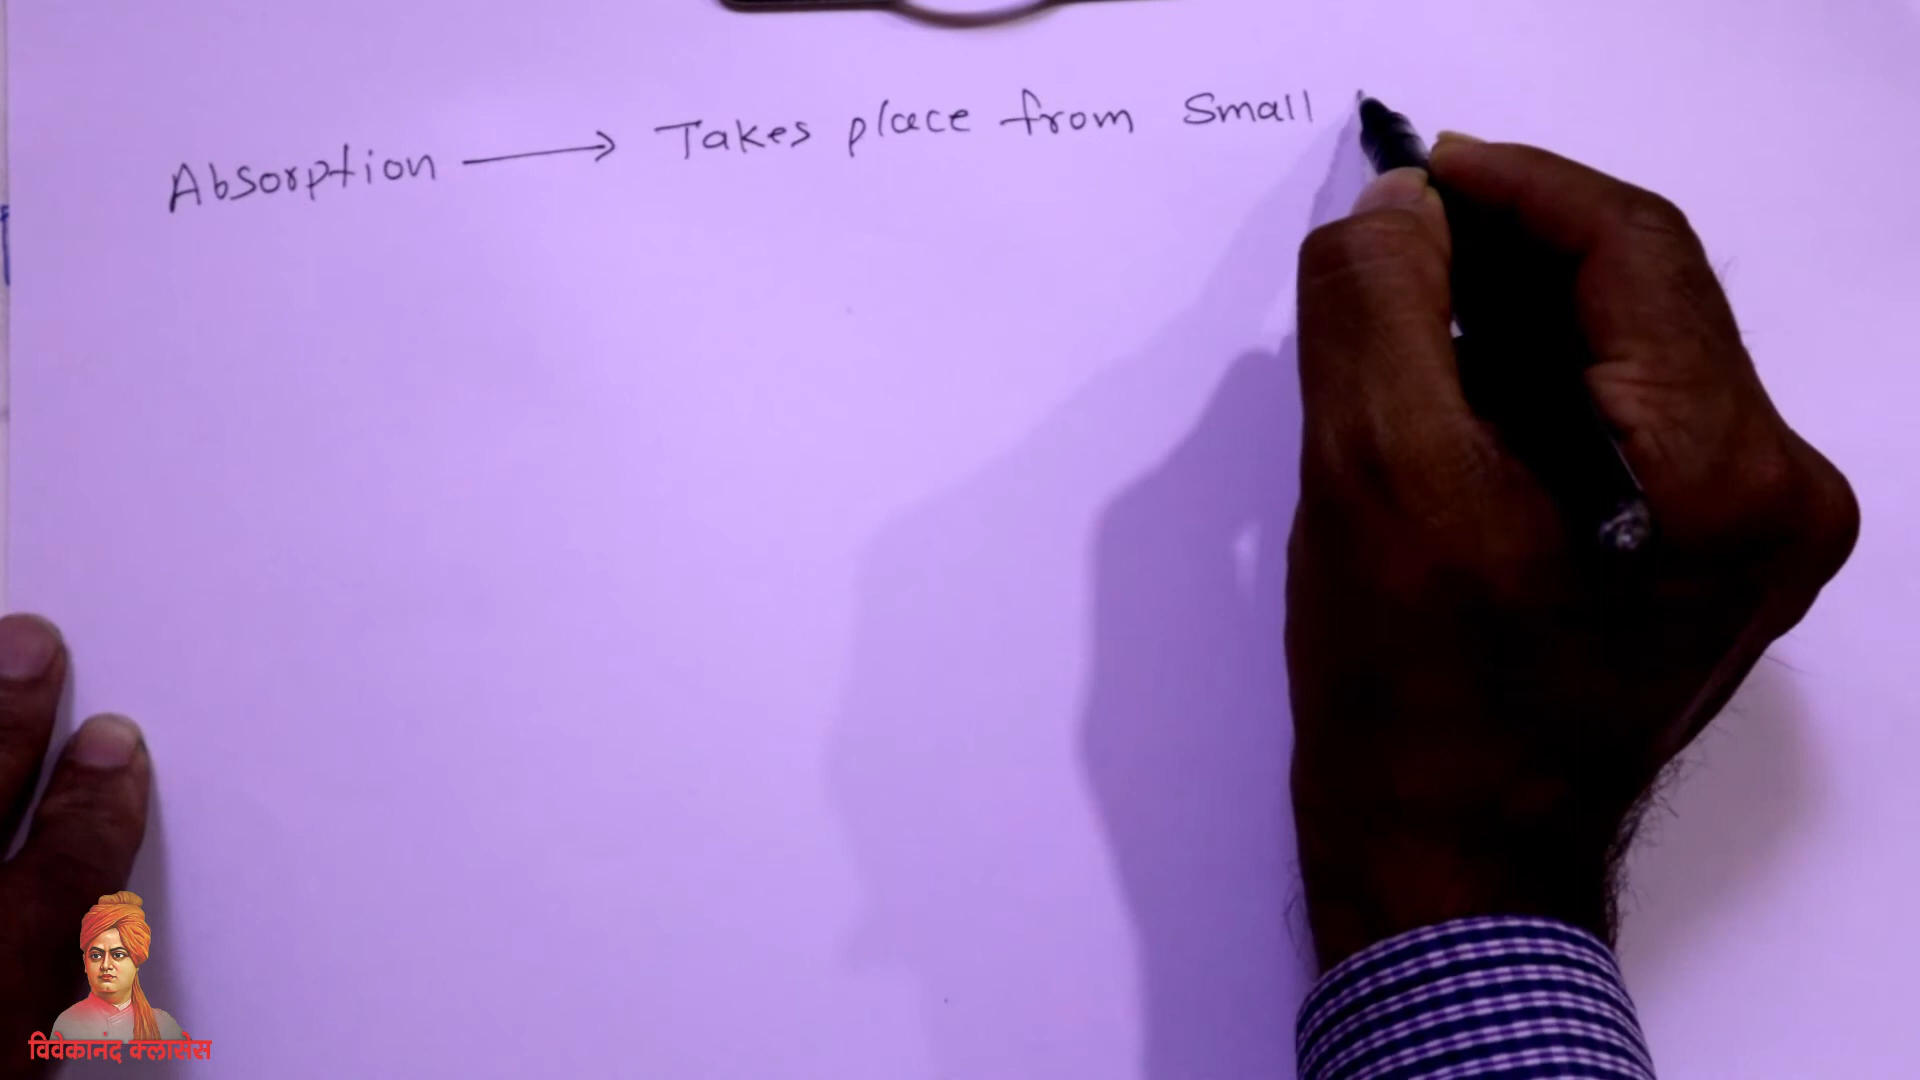 Absorption → Takes place from Small
विवेकानंद क्लासेस